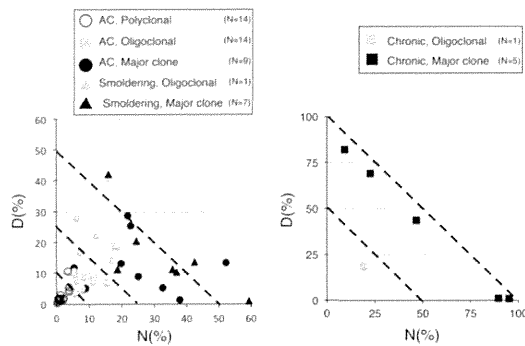 AC, Polyclonal (N=14)
AC, Oligoclonal (N=14)
AC, Major clone (N=9)
Smoldering, Oligoclonal (N=1)
Smoldering, Major clone (N=7)
Chronic, Oligoclonal (N=1)
Chronic, Major clone (N=5)
60
50
40
30
20
10
0
D(%)
0 10 20 30 40 50 60
N(%)
100
75
50
25
0
D(%)
0 25 50 75 100
N(%)